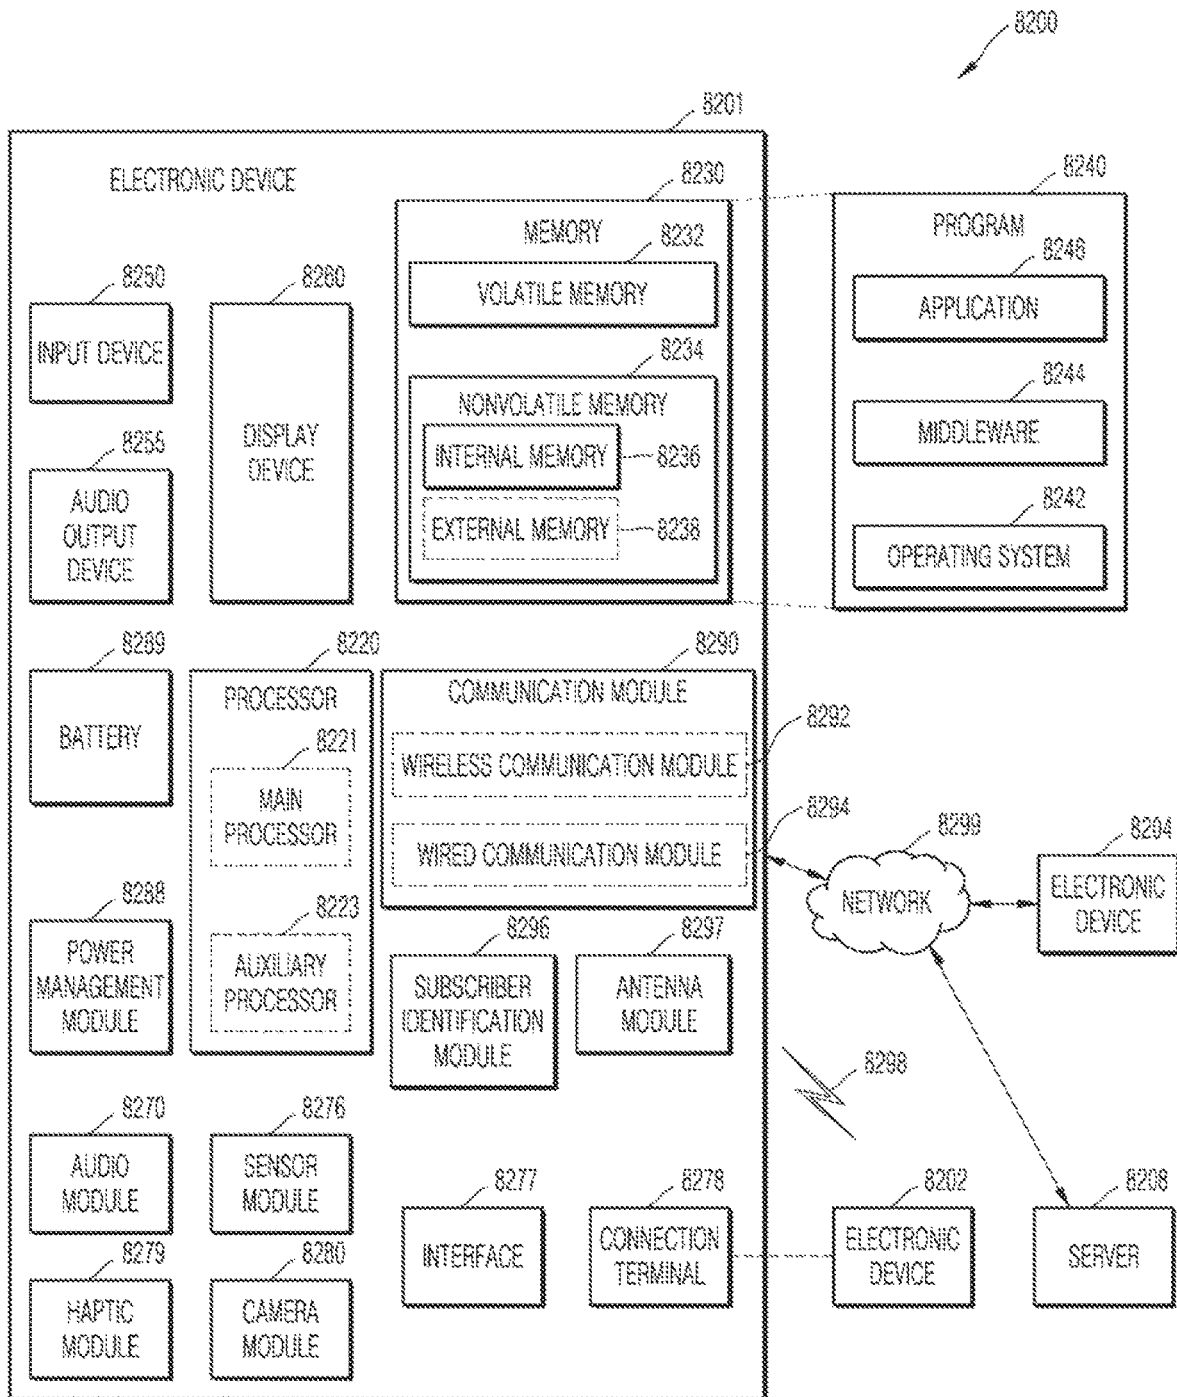 8200
8201
ELECTRONIC DEVICE
8230
MEMORY
8232
VOLATILE MEMORY
8234
NONVOLATILE MEMORY
INTERNAL MEMORY
8236
EXTERNAL MEMORY
8238
8240
PROGRAM
8246
APPLICATION
8244
MIDDLEWARE
8242
OPERATING SYSTEM
8250
INPUT DEVICE
8260
DISPLAY
DEVICE
8255
AUDIO
OUTPUT
DEVICE
8289
BATTERY
8220
PROCESSOR
8221
MAIN
PROCESSOR
8223
AUXILIARY
PROCESSOR
8290
COMMUNICATION MODULE
8292
WIRELESS COMMUNICATION MODULE
8294
WIRED COMMUNICATION MODULE
8299
NETWORK
8204
ELECTRONIC
DEVICE
8288
POWER
MANAGEMENT
MODULE
8296
SUBSCRIBER
IDENTIFICATION
MODULE
8297
ANTENNA
MODULE
8298
8270
AUDIO
MODULE
8276
SENSOR
MODULE
8277
INTERFACE
8278
CONNECTION
TERMINAL
8202
ELECTRONIC
DEVICE
8208
SERVER
8279
HAPTIC
MODULE
8280
CAMERA
MODULE